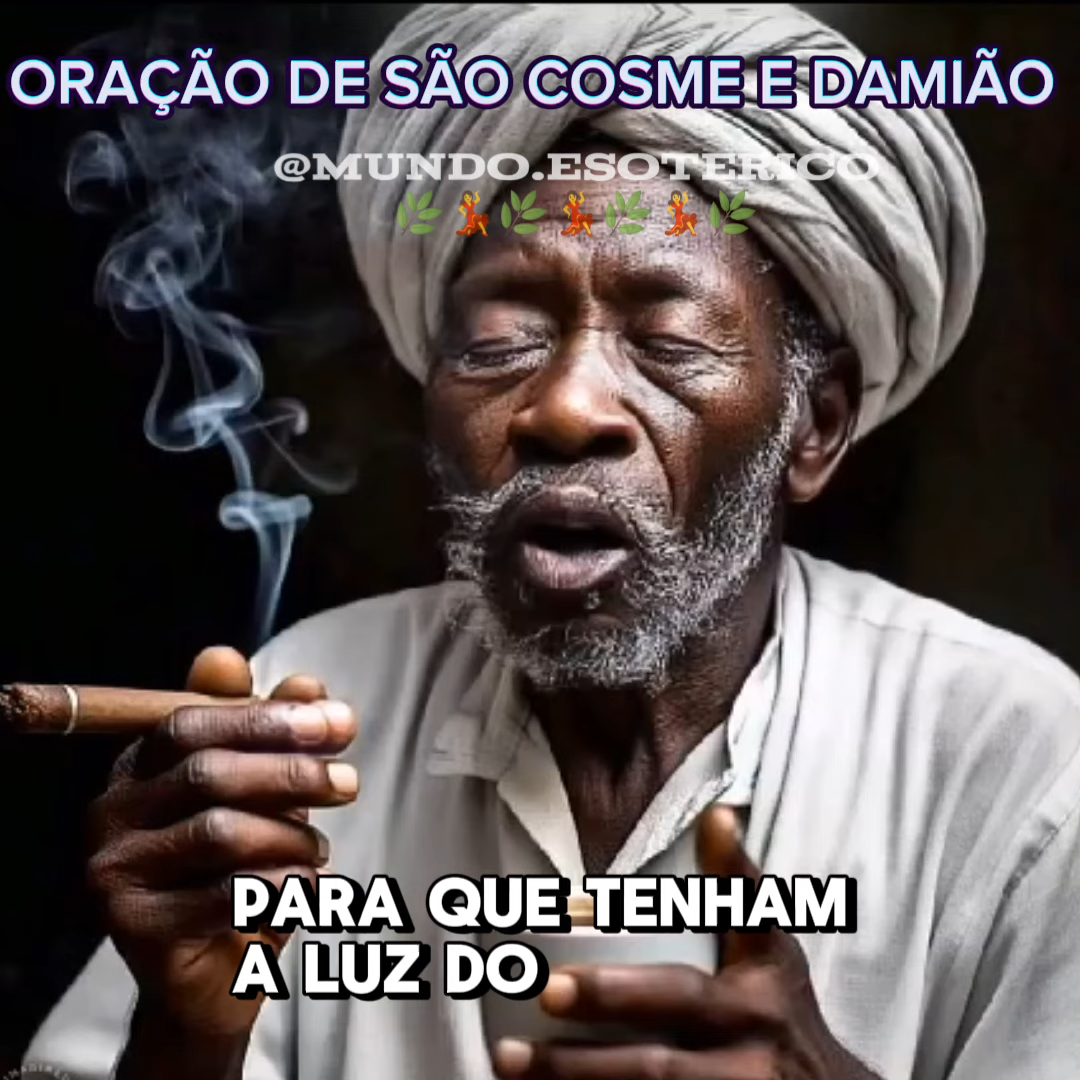 ORAÇÃO DE SÃO COSME E DAMIÃO
@MUNDO.ESOTERICO
PARA QUE TENHAM
A LUZ DO